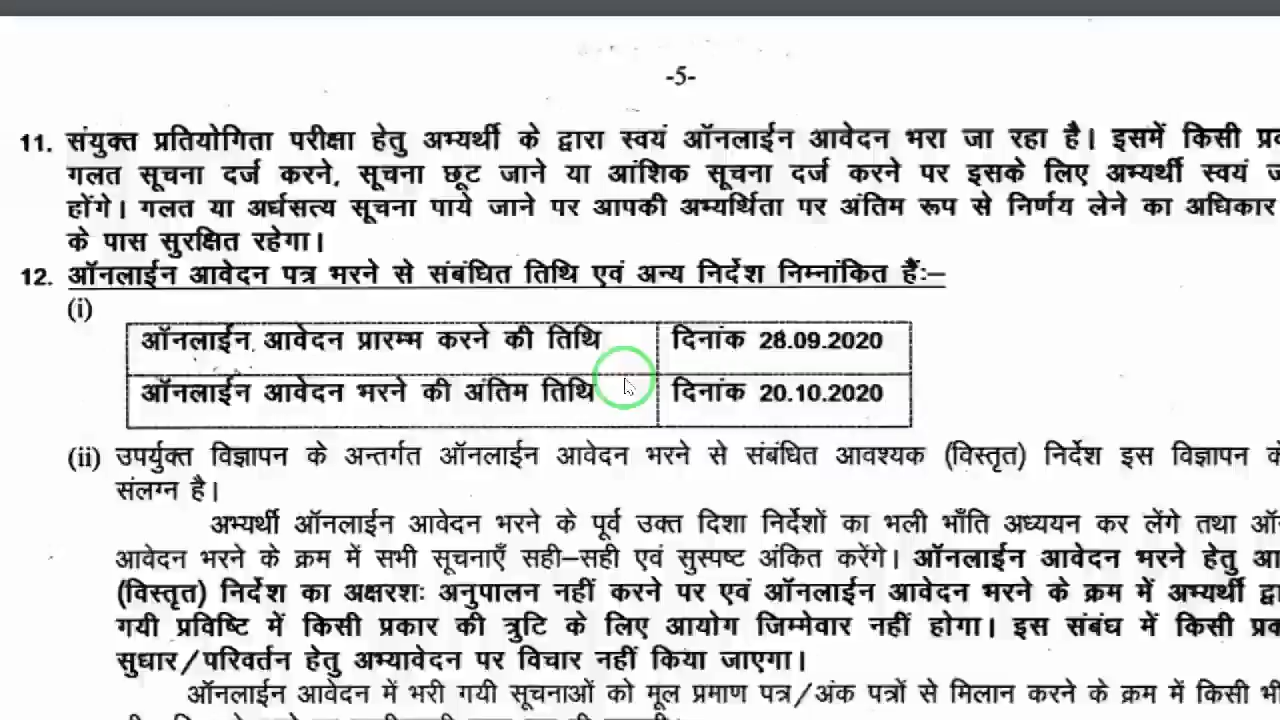 -5-
11. संयुक्त प्रतियोगिता परीक्षा हेतु अभ्यर्थी के द्वारा स्वयं ऑनलाईन आवेदन भरा जा रहा है। इसमें किसी
गलत सूचना दर्ज करने, सूचना छूट जाने या आंशिक सूचना दर्ज करने पर इसके लिए अभ्यर्थी स्वयं
होंगे। गलत या अर्धसत्य सूचना पाये जाने पर आपकी अभ्यर्थिता पर अंतिम रूप से निर्णय लेने का अधिकार
के पास सुरक्षित रहेगा।
12. ऑनलाईन आवेदन पत्र भरने से संबंधित तिथि एवं अन्य निर्देश निम्नांकित हैं:–
(i)
ऑनलाईन आवेदन प्रारम्भ करने की तिथि दिनांक 28.09.2020
ऑनलाईन आवेदन भरने की अंतिम तिथि दिनांक 20.10.2020
(ii) उपर्युक्त विज्ञापन के अन्तर्गत ऑनलाईन आवेदन भरने से संबंधित आवश्यक (विस्तृत) निर्देश इस विज्ञापन
संलग्न है।
अभ्यर्थी ऑनलाईन आवेदन भरने के पूर्व उक्त दिशा निर्देशों का भली भाँति अध्ययन कर लेंगे तथा
आवेदन भरने के क्रम में सभी सूचनाएँ सही–सही एवं सुस्पष्ट अंकित करेंगे। ऑनलाईन आवेदन भरने हेतु
(विस्तृत) निर्देश का अक्षरशः अनुपालन नहीं करने पर एवं ऑनलाईन आवेदन भरने के क्रम में अभ्यर्थी
गयी प्रविष्टि में किसी प्रकार की त्रुटि के लिए आयोग जिम्मेवार नहीं होगा। इस संबंध में किसी
सुधार/परिवर्तन हेतु अभ्यावेदन पर विचार नहीं किया जाएगा।
ऑनलाईन आवेदन में भरी गयी सूचनाओं को मूल प्रमाण पत्र/अंक पत्रों से मिलान करने के क्रम में किसी भी